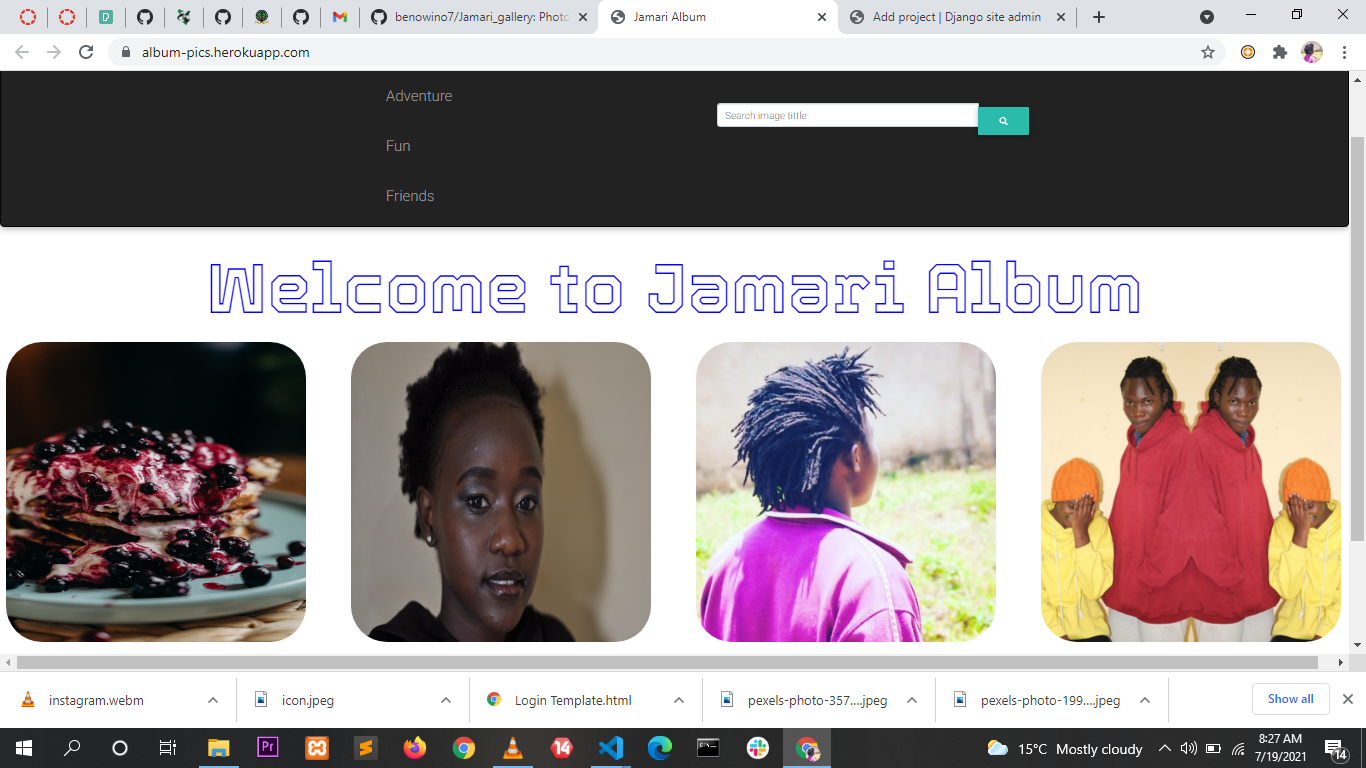 benowino7/Jamari_gallery: Photo
Jamari Album
Add project | Django site admin
album-pics.herokuapp.com
Adventure
Search image tittle
Fun
Friends
Welcome to Jamari Album
instagram.webm
icon.jpeg
Login Template.html
pexels-photo-357....jpeg
pexels-photo-199....jpeg
Show all
Pr
14
15°C Mostly cloudy
8:27 AM
7/19/2021
14